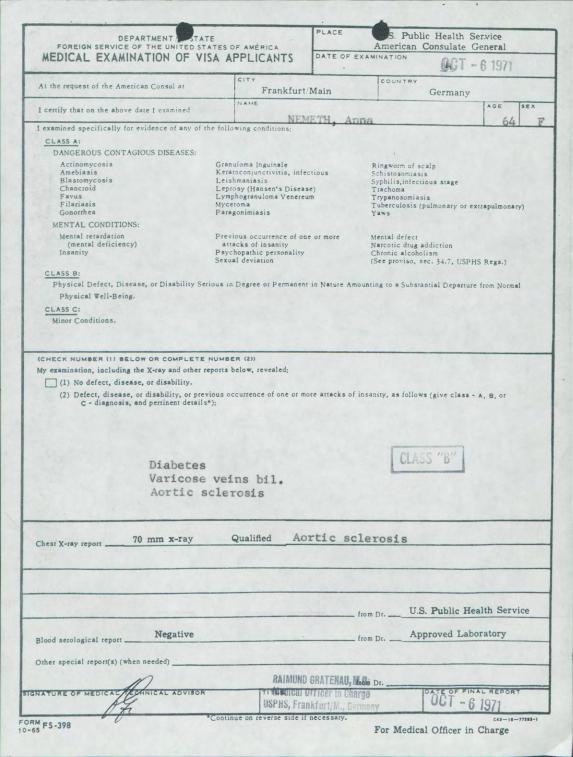 DEPARTMENT STATE
FOREIGN SERVICE OF THE UNITED STATES OF AMERICA
MEDICAL EXAMINATION OF VISA APPLICANTS
PLACE
S. Public Health Service
American Consulate General
DATE OF EXAMINATION
OCT - 6 1971
At the request of the American Consul at
CITY
Frankfurt/Main
COUNTRY
Germany
I certify that on the above date I examined
NAME
NEMETH, Anna
AGE
64
SEX
F
I examined specifically for evidence of any of the following conditions:
CLASS A:
DANGEROUS CONTAGIOUS DISEASES:
Actinomycosis
Amebiasis
Blastomycosis
Chancroid
Favus
Filariasis
Gonorrhea
Granuloma Inguinale
Keratoconjunctivitis, infectious
Leishmaniasis
Leprosy (Hansen's Disease)
Lymphogranuloma Venereum
Mycetoma
Paragonimiasis
Ringworm of scalp
Schistosomiasis
Syphilis, infectious stage
Trachoma
Trypanosomiasis
Tuberculosis (pulmonary or extrapulmonary)
Yaws
MENTAL CONDITIONS:
Mental retardation
(mental deficiency)
Insanity
Previous occurrence of one or more
attacks of insanity
Psychopathic personality
Sexual deviation
Mental defect
Narcotic drug addiction
Chronic alcoholism
(See proviso, sec. 34.7, USPHS Regs.)
CLASS B:
Physical Defect, Disease, or Disability Serious in Degree or Permanent in Nature Amounting to a Substantial Departure from Normal
Physical Well-Being.
CLASS C:
Minor Conditions.
(CHECK NUMBER (1) BELOW OR COMPLETE NUMBER (2))
My examination, including the X-ray and other reports below, revealed;
(1) No defect, disease, or disability.
(2) Defect, disease, or disability, or previous occurrence of one or more attacks of insanity, as follows (give class - A, B, or
C - diagnosis, and pertinent details*);
CLASS "B"
Diabetes
Varicose veins bil.
Aortic sclerosis
Chest X-ray report 70 mm x-ray Qualified Aortic sclerosis
from Dr. U.S. Public Health Service
Blood serological report Negative from Dr. Approved Laboratory
Other special report(s) (when needed)
RAIMUND GRATENAU, M.D. Dr.
SIGNATURE OF MEDICAL TECHNICAL ADVISOR
Medical Officer in Charge
USPHS, Frankfurt/M., Germany
DATE OF FINAL REPORT
OCT - 6 1971
*Continue on reverse side if necessary.
FORM FS-398
10-65
For Medical Officer in Charge